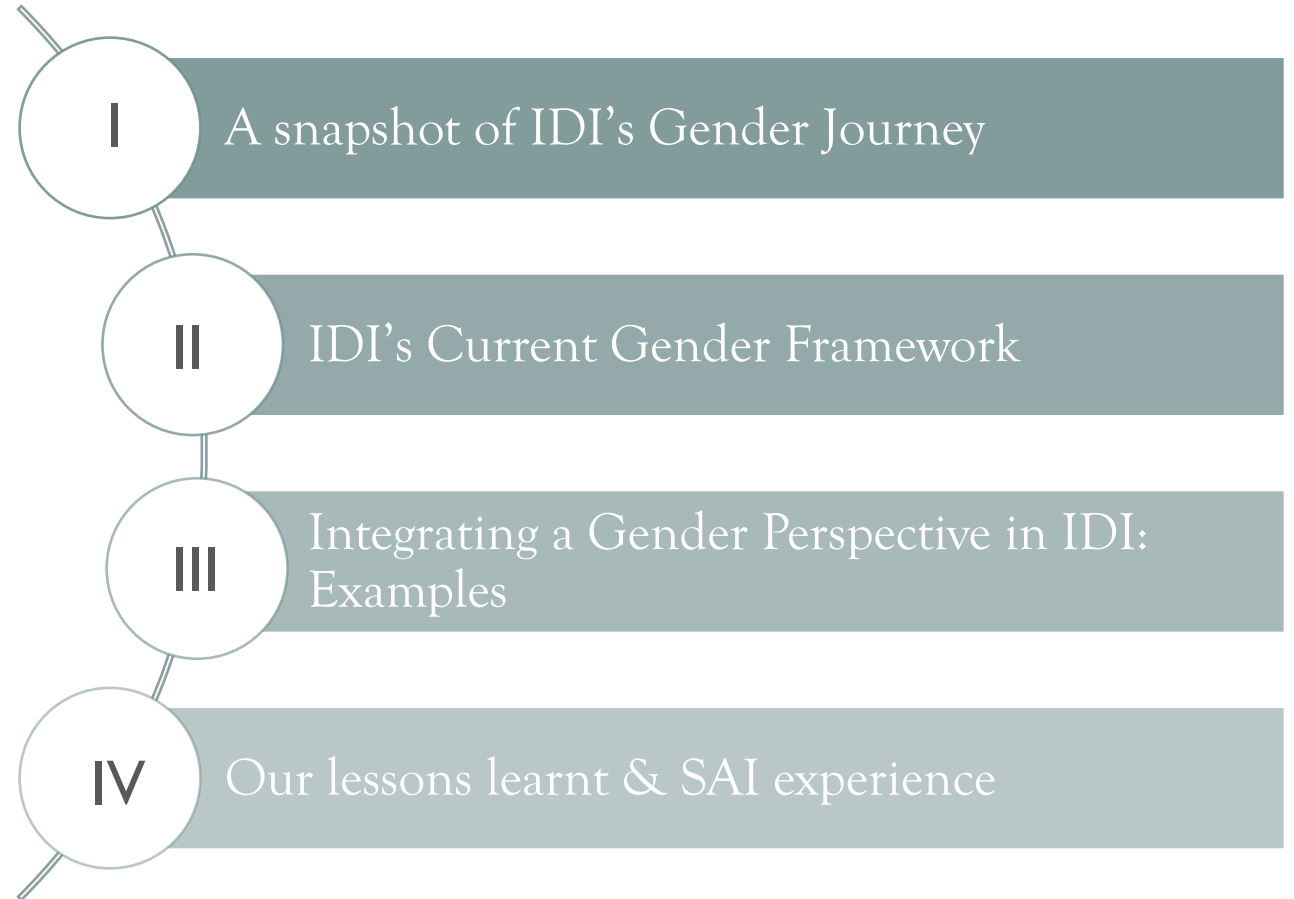 I
A snapshot of IDI’s Gender Journey
II
IDI’s Current Gender Framework
III
Integrating a Gender Perspective in IDI:
Examples
IV
Our lessons learnt & SAI experience